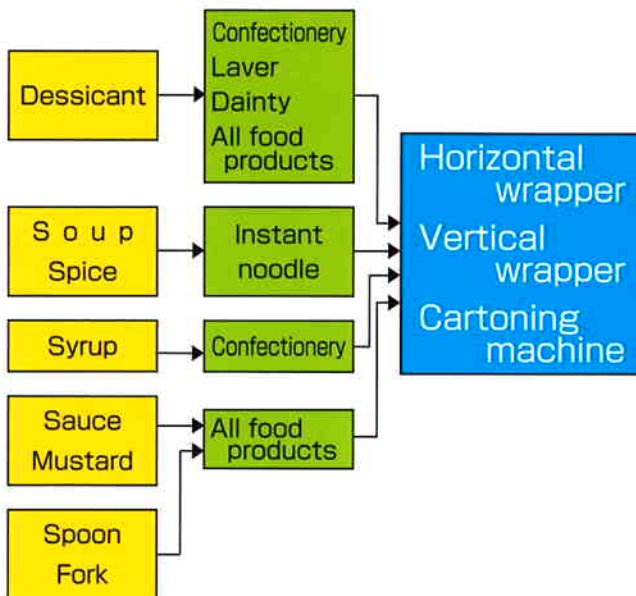 Dessicant
Confectionery
Laver
Dainty
All food
products
Soup
Spice
Instant
noodle
Syrup
Confectionery
Sauce
Mustard
All food
products
Spoon
Fork
Horizontal
wrapper
Vertical
wrapper
Cartoning
machine